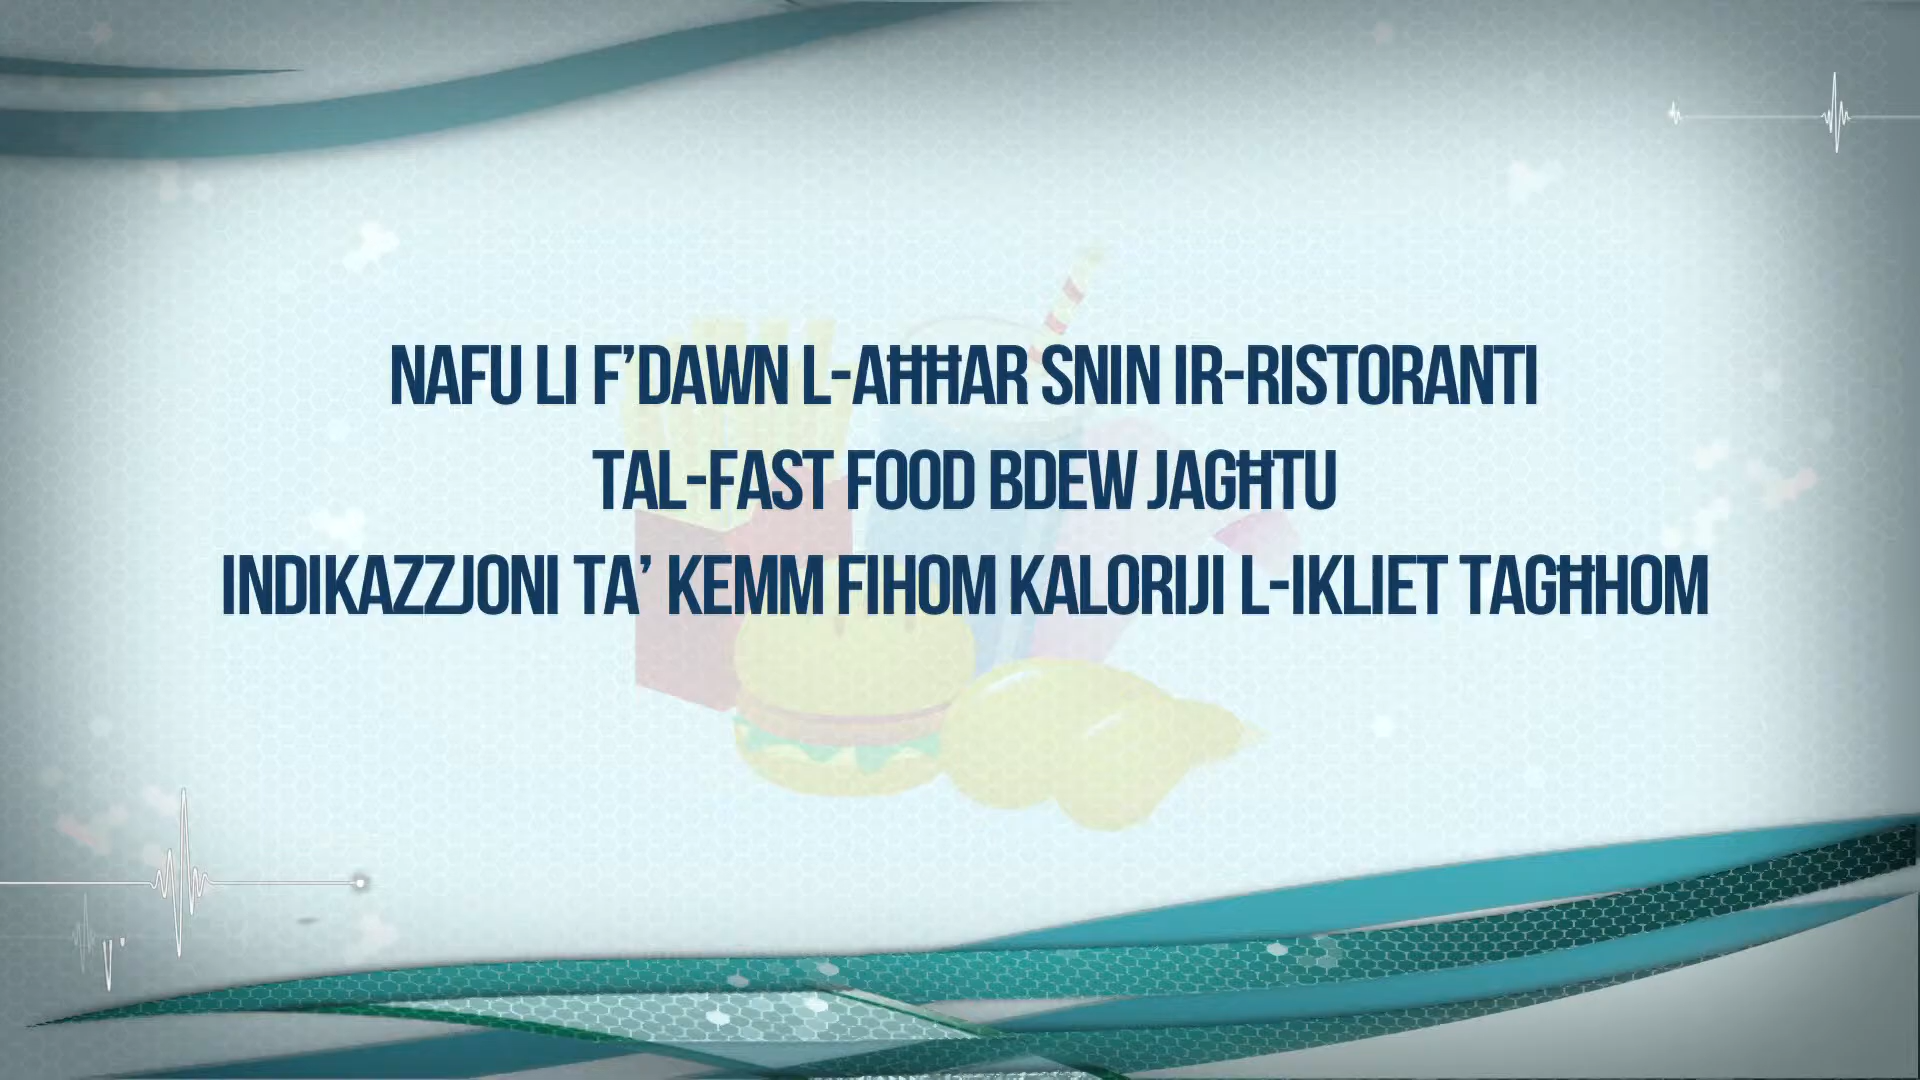 NAFU LI F’DAWN L-AĦĦAR SNIN IR-RISTORANTI
TAL-FAST FOOD BDEW JAGĦTU
INDIKAZZJONI TA’ KEMM FIHOM KALORIJI L-IKLIET TAGĦHOM